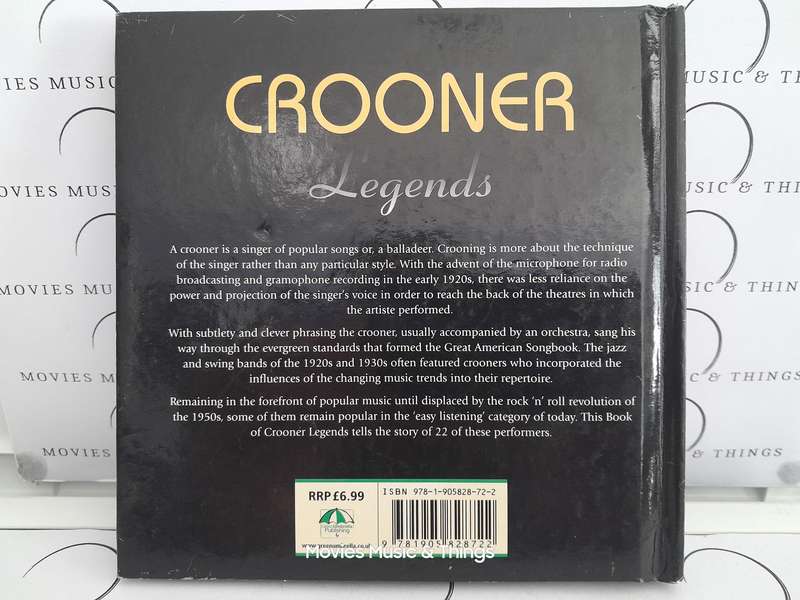 CROONER
Legends
A crooner is a singer of popular songs or, a balladeer. Crooning is more about the technique
of the singer rather than any particular style. With the advent of the microphone for radio
broadcasting and gramophone recording in the early 1920s, there was less reliance on the
power and projection of the singer's voice in order to reach the back of the theatres in which
the artiste performed.
With subtlety and clever phrasing the crooner, usually accompanied by an orchestra, sang his
way through the evergreen standards that formed the Great American Songbook. The jazz
and swing bands of the 1920s and 1930s often featured crooners who incorporated the
influences of the changing music trends into their repertoire.
Remaining in the forefront of popular music until displaced by the rock 'n' roll revolution of
the 1950s, some of them remain popular in the 'easy listening' category of today. This Book
of Crooner Legends tells the story of 22 of these performers.
RRP £6.99
ISBN 978-1-905828-72-2
Publishing
9 781905 828722
Movies Music & Things
IES MUSIC
MOVIES MUSIC
MOVIES MUS
MOVIES MUSIC
MUSIC & THI
USIC & THINGS
SIC & THINGS
MUSIC & THINGS
& THINGS